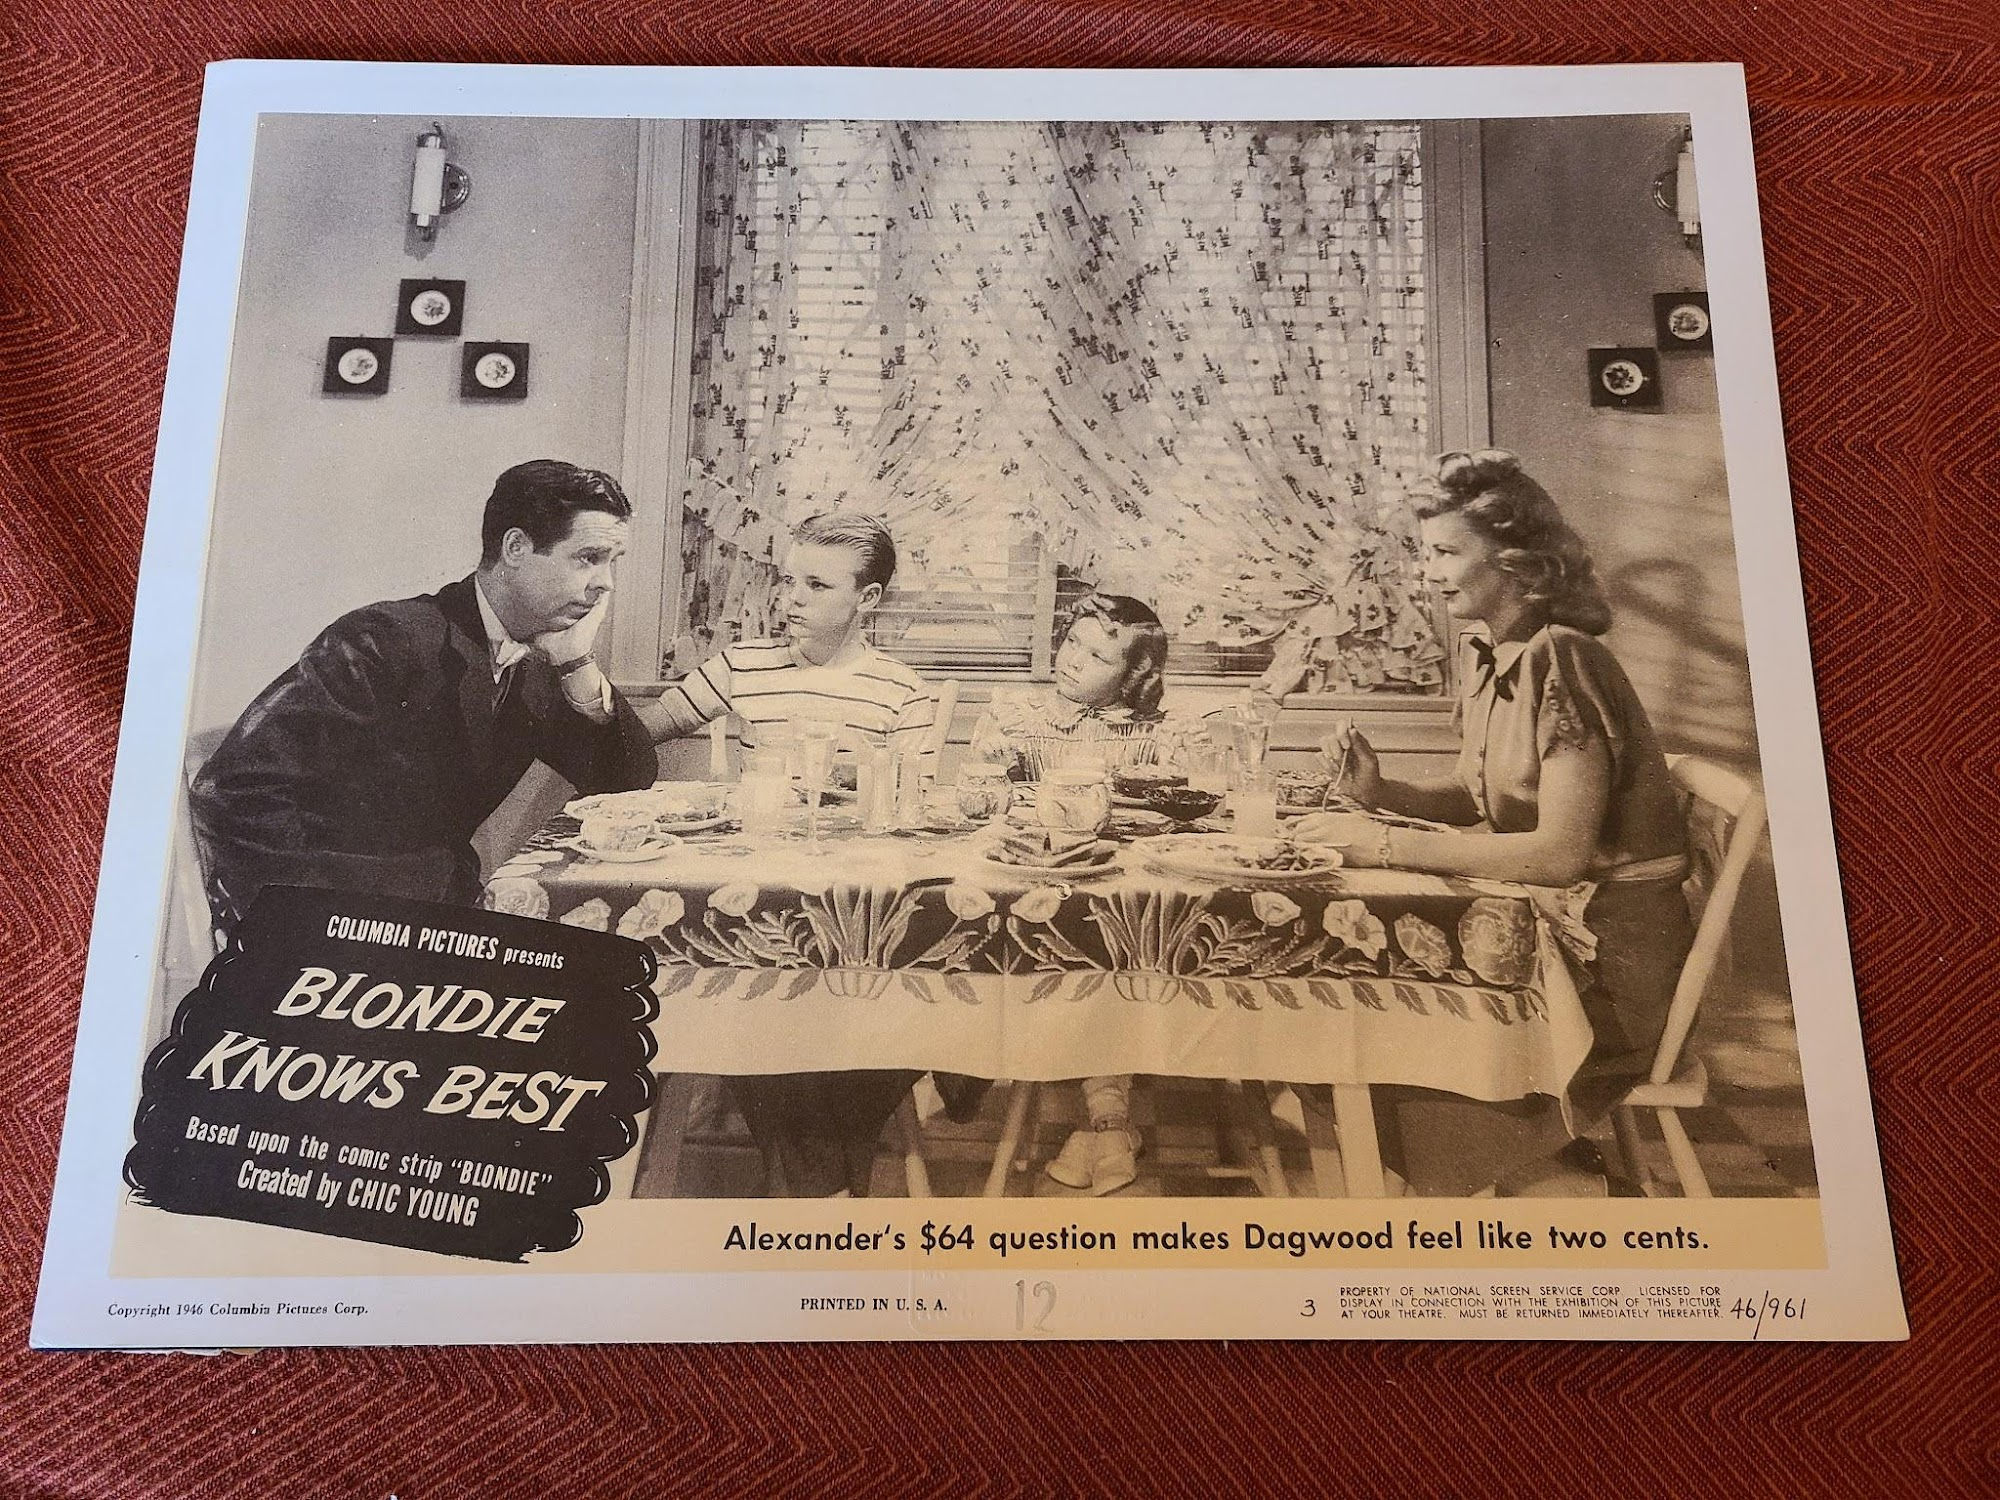 COLUMBIA PICTURES presents
BLONDIE
KNOWS BEST
Based upon the comic strip "BLONDIE"
Created by CHIC YOUNG
Alexander's $64 question makes Dagwood feel like two cents.
Copyright 1946 Columbia Pictures Corp.
PRINTED IN U. S. A.
12
3
PROPERTY OF NATIONAL SCREEN SERVICE CORP. LICENSED FOR
DISPLAY IN CONNECTION WITH THE EXHIBITION OF THIS PICTURE
AT YOUR THEATRE. MUST BE RETURNED IMMEDIATELY THEREAFTER.
46/961